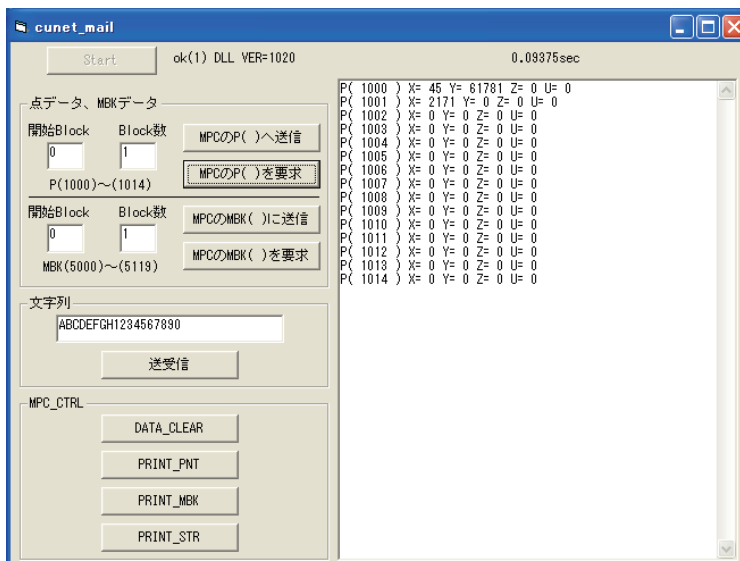 cunet_mail
Start
ok(1) DLL VER=1020
0.09375sec
点データ、MBKデータ
開始Block Block数
0 1
MPCのP( )へ送信
MPCのP( )を要求
P(1000)～(1014)
開始Block Block数
0 1
MPCのMBK( )に送信
MPCのMBK( )を要求
MBK(5000)～(5119)
文字列
ABCDEFGH1234567890
送受信
MPC_CTRL
DATA_CLEAR
PRINT_PNT
PRINT_MBK
PRINT_STR
P( 1000 ) X= 45 Y= 61781 Z= 0 U= 0
P( 1001 ) X= 2171 Y= 0 Z= 0 U= 0
P( 1002 ) X= 0 Y= 0 Z= 0 U= 0
P( 1003 ) X= 0 Y= 0 Z= 0 U= 0
P( 1004 ) X= 0 Y= 0 Z= 0 U= 0
P( 1005 ) X= 0 Y= 0 Z= 0 U= 0
P( 1006 ) X= 0 Y= 0 Z= 0 U= 0
P( 1007 ) X= 0 Y= 0 Z= 0 U= 0
P( 1008 ) X= 0 Y= 0 Z= 0 U= 0
P( 1009 ) X= 0 Y= 0 Z= 0 U= 0
P( 1010 ) X= 0 Y= 0 Z= 0 U= 0
P( 1011 ) X= 0 Y= 0 Z= 0 U= 0
P( 1012 ) X= 0 Y= 0 Z= 0 U= 0
P( 1013 ) X= 0 Y= 0 Z= 0 U= 0
P( 1014 ) X= 0 Y= 0 Z= 0 U= 0